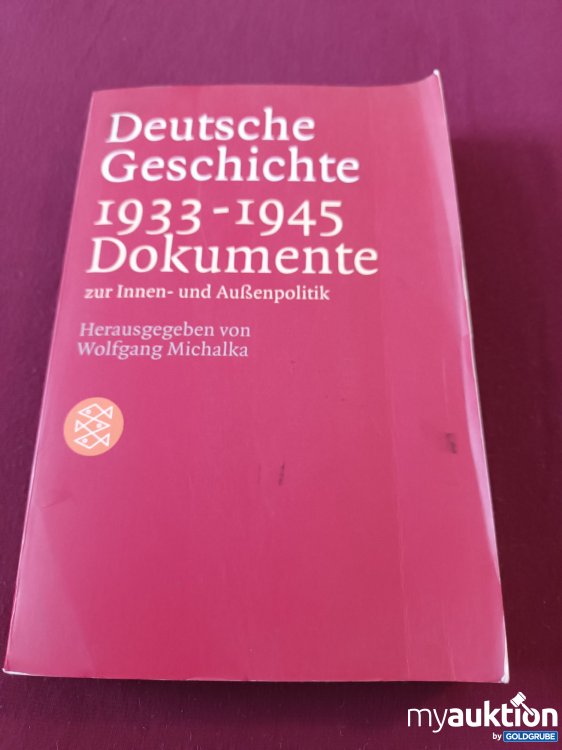 Deutsche
Geschichte
1933-1945
Dokumente
zur Innen- und Außenpolitik
Herausgegeben von
Wolfgang Michalka
myauktion
by GOLDGRUBE